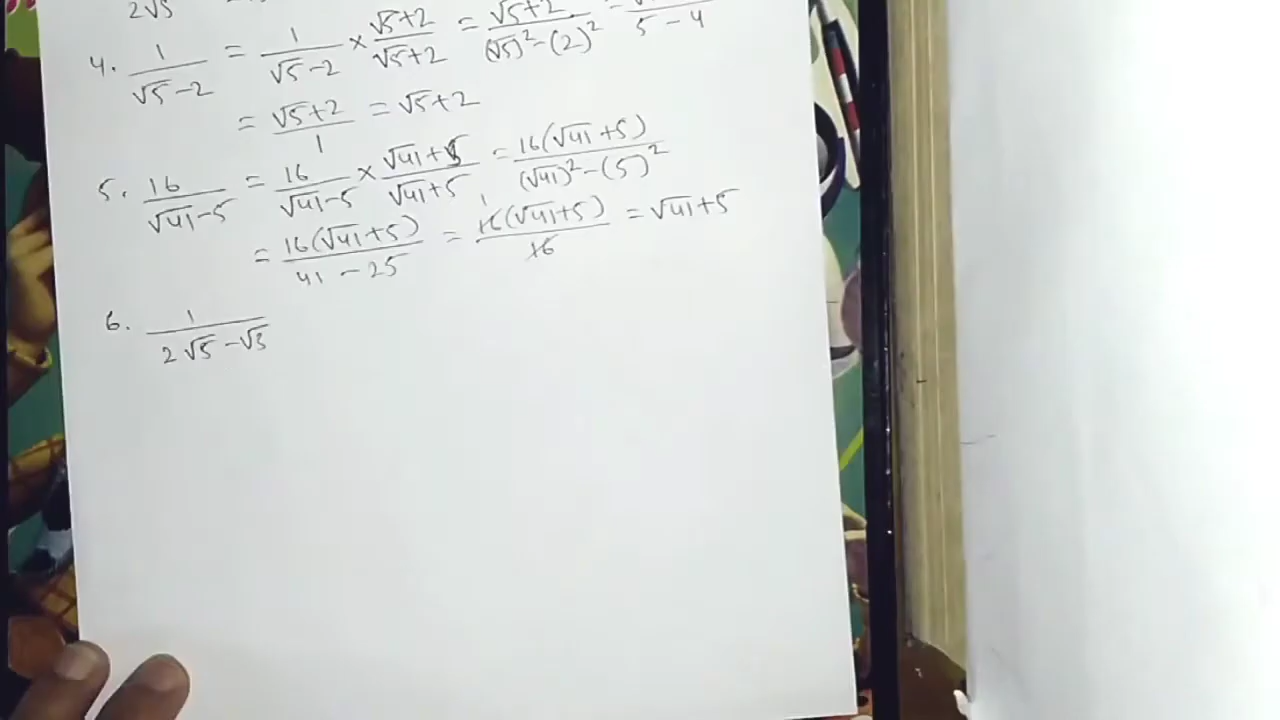 2√5
4. 1/(√5-2) = 1/(√5-2) × (√5+2)/(√5+2) = (√5+2)/((√5)²-(2)²) = /(5-4)
= (√5+2)/1 = √5+2
5. 16/(√41-5) = 16/(√41-5) × (√41+5)/(√41+5) = 16(√41+5)/((√41)²-(5)²)
= 16(√41+5)/(41-25) = 16(√41+5)/16 = √41+5
6. 1/(2√5-√3)